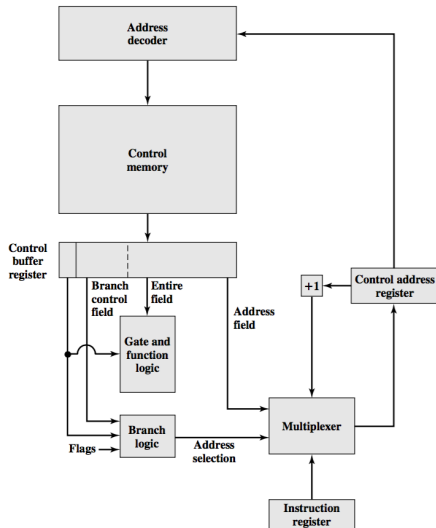 Address
decoder
Control
memory
Control
buffer
register
Branch
control
field
Entire
field
Address
field
+1
Control address
register
Gate and
function
logic
Branch
logic
Flags
Address
selection
Multiplexer
Instruction
register